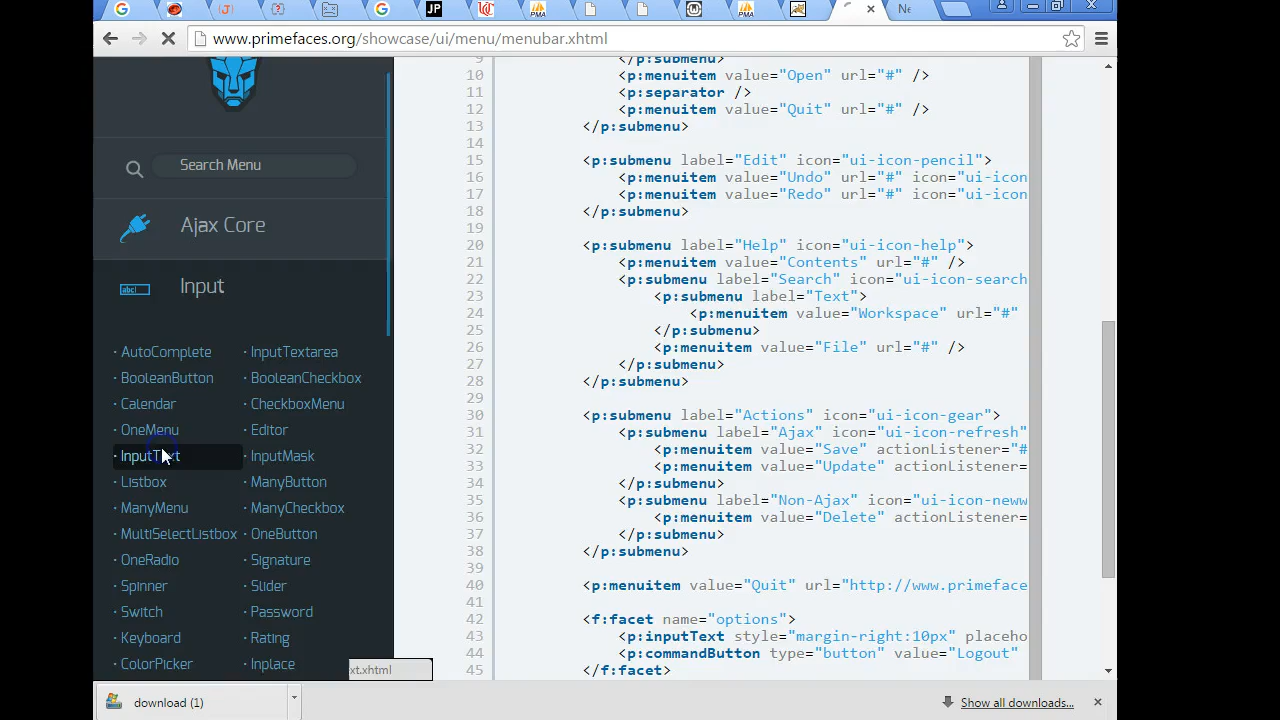 JP
PMA
PMA
Ne
www.primefaces.org/showcase/ui/menu/menubar.xhtml
Search Menu
Ajax Core
abc
Input
· AutoComplete
· InputTextarea
· BooleanButton
· BooleanCheckbox
· Calendar
· CheckboxMenu
· OneMenu
· Editor
· InputText
· InputMask
· Listbox
· ManyButton
· ManyMenu
· ManyCheckbox
· MultiSelectListbox
· OneButton
· OneRadio
· Signature
· Spinner
· Slider
· Switch
· Password
· Keyboard
· Rating
· ColorPicker
· Inplace
xt.xhtml
9 </p:submenu>
10 <p:menuitem value="Open" url="#" />
11 <p:separator />
12 <p:menuitem value="Quit" url="#" />
13 </p:submenu>
14
15 <p:submenu label="Edit" icon="ui-icon-pencil">
16 <p:menuitem value="Undo" url="#" icon="ui-icon
17 <p:menuitem value="Redo" url="#" icon="ui-icon
18 </p:submenu>
19
20 <p:submenu label="Help" icon="ui-icon-help">
21 <p:menuitem value="Contents" url="#" />
22 <p:submenu label="Search" icon="ui-icon-search
23 <p:submenu label="Text">
24 <p:menuitem value="Workspace" url="#"
25 </p:submenu>
26 <p:menuitem value="File" url="#" />
27 </p:submenu>
28 </p:submenu>
29
30 <p:submenu label="Actions" icon="ui-icon-gear">
31 <p:submenu label="Ajax" icon="ui-icon-refresh"
32 <p:menuitem value="Save" actionListener="#
33 <p:menuitem value="Update" actionListener=
34 </p:submenu>
35 <p:submenu label="Non-Ajax" icon="ui-icon-neww
36 <p:menuitem value="Delete" actionListener=
37 </p:submenu>
38 </p:submenu>
39
40 <p:menuitem value="Quit" url="http://www.primeface
41
42 <f:facet name="options">
43 <p:inputText style="margin-right:10px" placeho
44 <p:commandButton type="button" value="Logout"
45 </f:facet>
download (1)
Show all downloads...